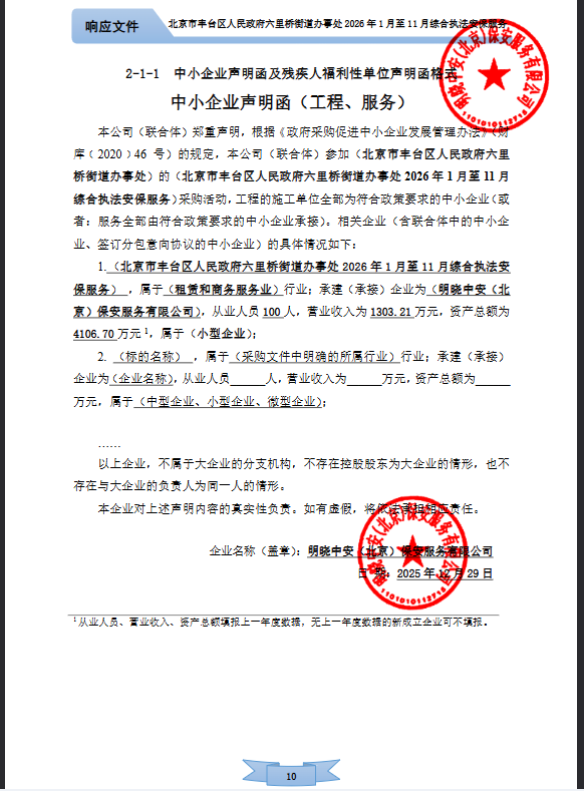 响应文件
北京市丰台区人民政府六里桥街道办事处 2026 年 1 月至 11 月综合执法安保服务
2-1-1 中小企业声明函及残疾人福利性单位声明函格式
中小企业声明函（工程、服务）
本公司（联合体）郑重声明，根据《政府采购促进中小企业发展管理办法》（财
库﹝2020﹞46 号）的规定，本公司（联合体）参加（北京市丰台区人民政府六里
桥街道办事处）的（北京市丰台区人民政府六里桥街道办事处 2026 年 1 月至 11 月
综合执法安保服务）采购活动，工程的施工单位全部为符合政策要求的中小企业（或
者：服务全部由符合政策要求的中小企业承接）。相关企业（含联合体中的中小企
业、签订分包意向协议的中小企业）的具体情况如下：
1.（北京市丰台区人民政府六里桥街道办事处 2026 年 1 月至 11 月综合执法安
保服务），属于（租赁和商务服务业）行业；承建（承接）企业为（明晓中安（北
京）保安服务有限公司），从业人员 100 人，营业收入为 1303.21 万元，资产总额为
4106.70 万元¹，属于（小型企业）；
2.（标的名称），属于（采购文件中明确的所属行业）行业；承建（承接）
企业为（企业名称），从业人员______人，营业收入为______万元，资产总额为______
万元，属于（中型企业、小型企业、微型企业）；
……
以上企业，不属于大企业的分支机构，不存在控股股东为大企业的情形，也不
存在与大企业的负责人为同一人的情形。
本企业对上述声明内容的真实性负责。如有虚假，将依法承担相应责任。
企业名称（盖章）：明晓中安（北京）保安服务有限公司
日 期：2025 年 12 月 29 日
¹从业人员、营业收入、资产总额填报上一年度数据，无上一年度数据的新成立企业可不填报。
10
明晓中安(北京)保安服务有限公司
明晓中安(北京)保安服务有限公司